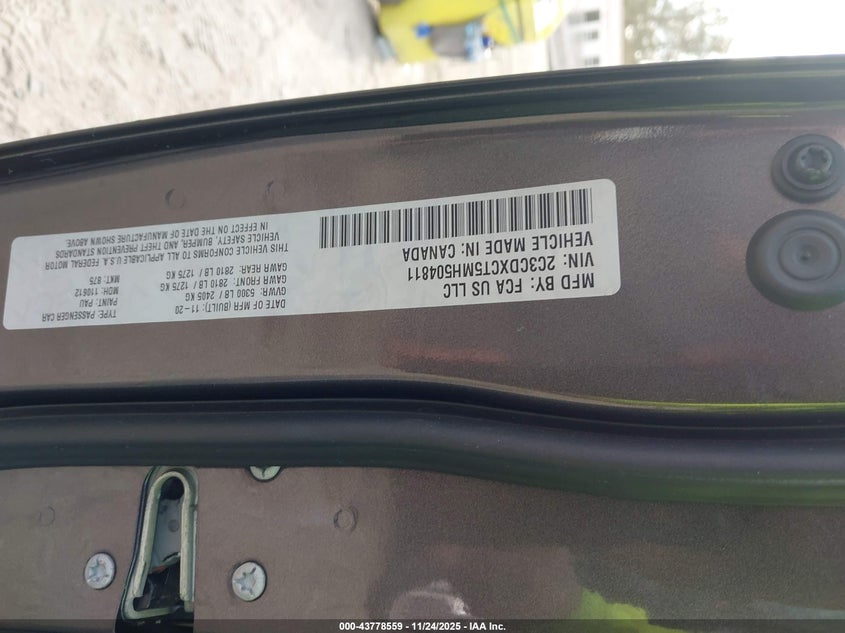 MFD BY: FCA US LLC
VIN: 2C3CDXCT5MH504811
VEHICLE MADE IN: CANADA
DATE OF MFR (BUILT): 11-20
GVWR: 5300 LB / 2404 KG
GAWR FRONT: 2810 LB / 1275 KG
GAWR REAR: 2810 LB / 1275 KG
THIS VEHICLE CONFORMS TO ALL APPLICABLE U.S.A. FEDERAL MOTOR
VEHICLE SAFETY, BUMPER, AND THEFT PREVENTION STANDARDS
IN EFFECT ON THE DATE OF MANUFACTURE SHOWN ABOVE.
TYPE: PASSENGER CAR
PAINT: PAU
MDH: 110612
MKT: B75
000-43778559 - 11/24/2025 - IAA Inc.